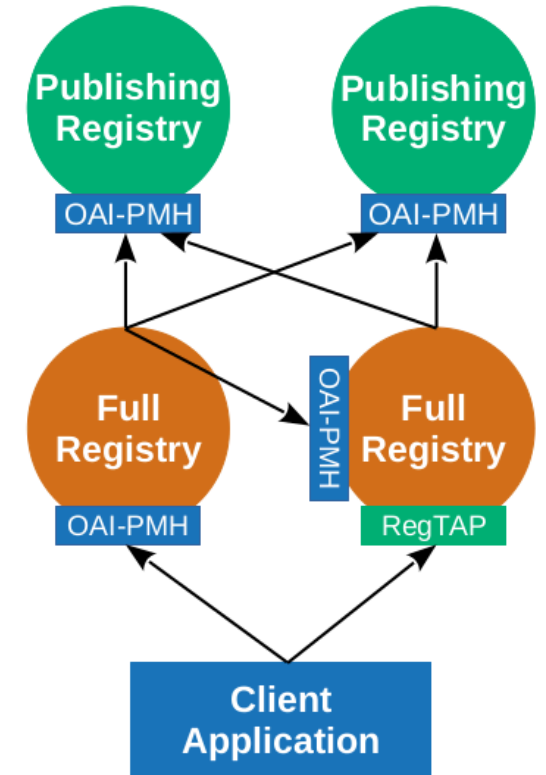 Publishing
Registry
Publishing
Registry
OAI-PMH
OAI-PMH
Full
Registry
OAI-PMH
Full
Registry
OAI-PMH
RegTAP
Client
Application